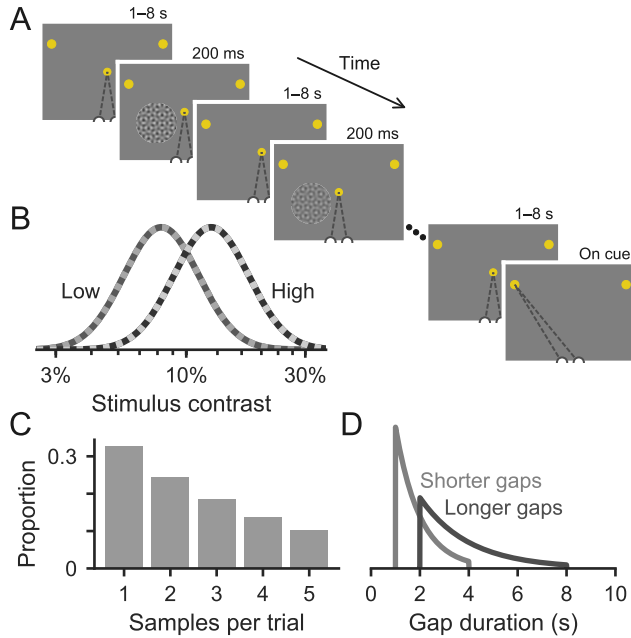 A
1–8 s
200 ms
Time
1–8 s
200 ms
1–8 s
On cue
B
Low
High
3%
10%
30%
Stimulus contrast
C
Proportion
0.3
0
1 2 3 4 5
Samples per trial
D
Shorter gaps
Longer gaps
0 2 4 6 8 10
Gap duration (s)